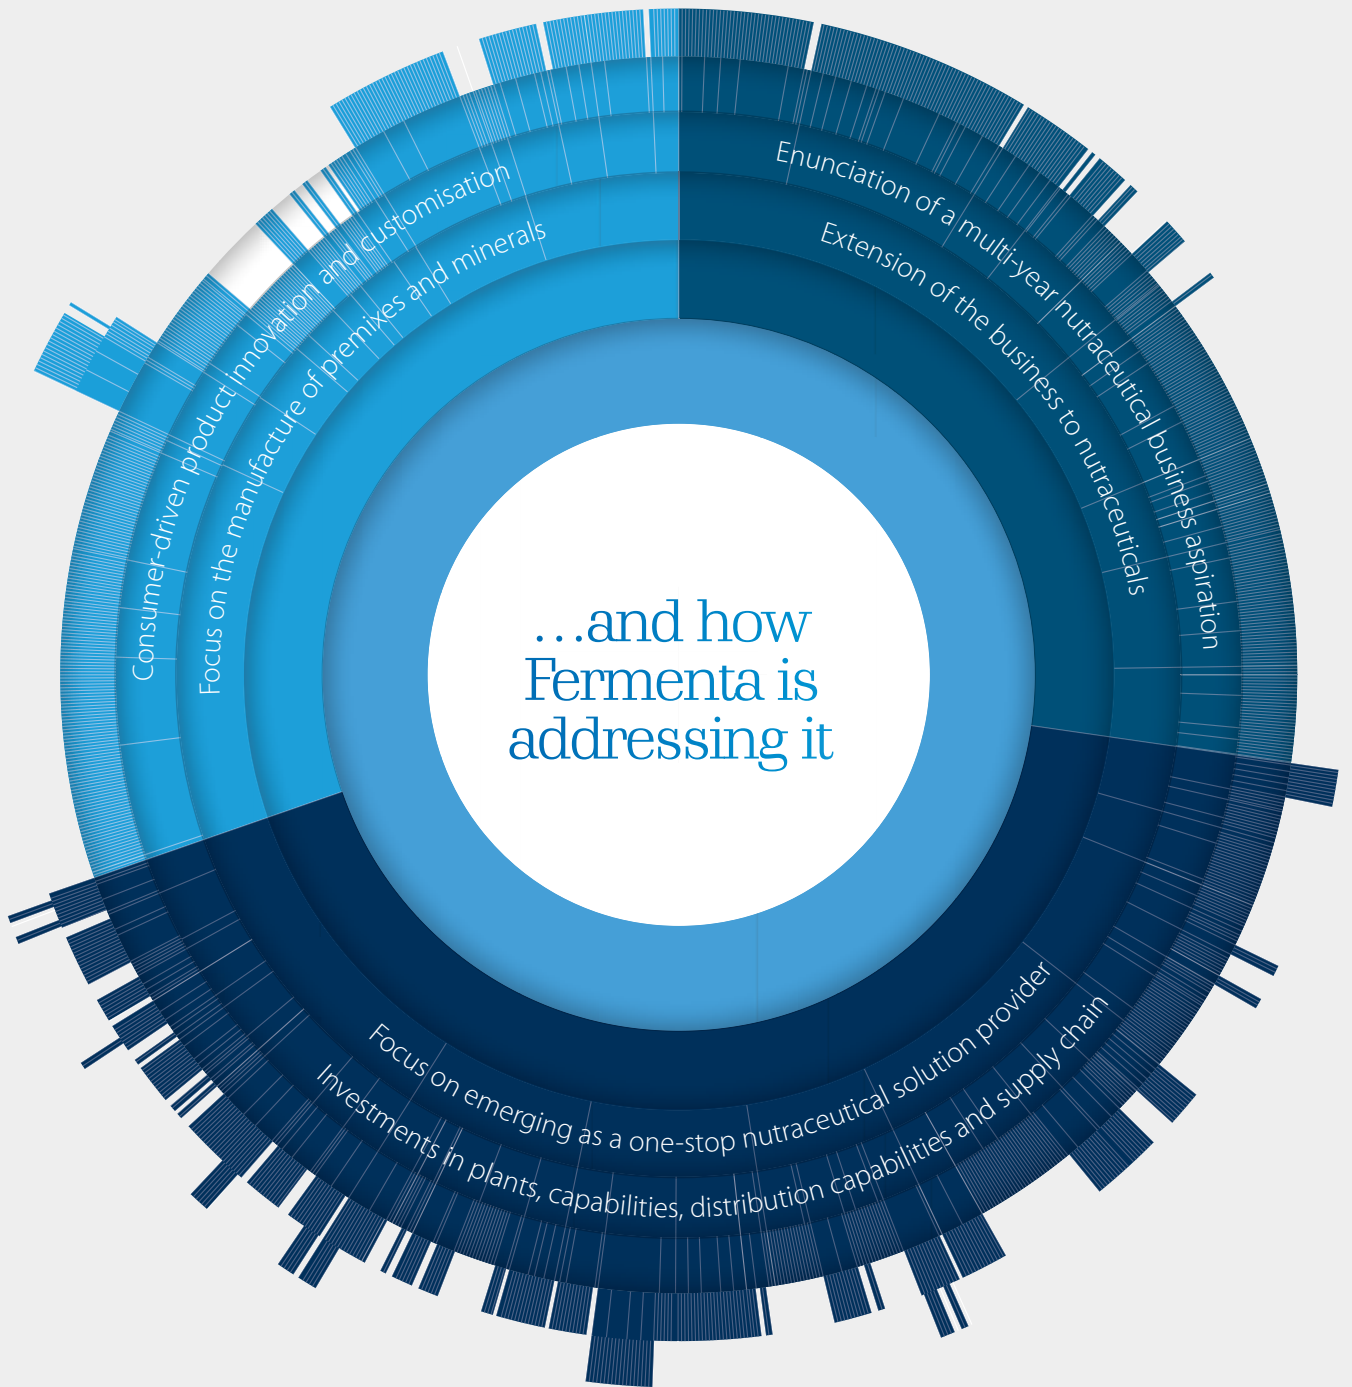 …and how
Fermenta is
addressing it
Enunciation of a multi-year nutraceutical business aspiration
Extension of the business to nutraceuticals
Focus on emerging as a one-stop nutraceutical solution provider
Investments in plants, capabilities, distribution capabilities and supply chain
Focus on the manufacture of premixes and minerals
Consumer-driven product innovation and customisation